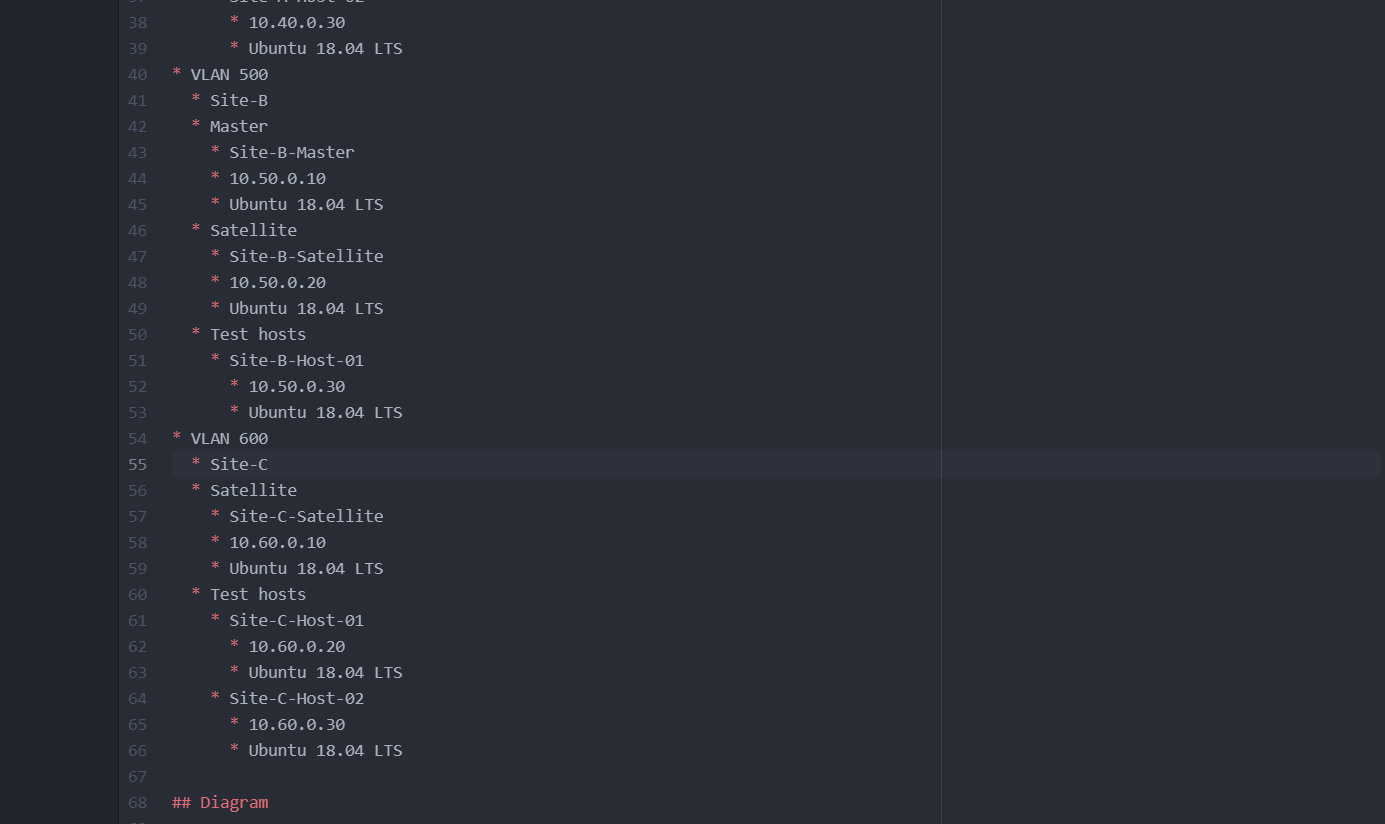 38       * 10.40.0.30
39       * Ubuntu 18.04 LTS
40 * VLAN 500
41   * Site-B
42   * Master
43     * Site-B-Master
44     * 10.50.0.10
45     * Ubuntu 18.04 LTS
46   * Satellite
47     * Site-B-Satellite
48     * 10.50.0.20
49     * Ubuntu 18.04 LTS
50   * Test hosts
51     * Site-B-Host-01
52       * 10.50.0.30
53       * Ubuntu 18.04 LTS
54 * VLAN 600
55   * Site-C
56   * Satellite
57     * Site-C-Satellite
58     * 10.60.0.10
59     * Ubuntu 18.04 LTS
60   * Test hosts
61     * Site-C-Host-01
62       * 10.60.0.20
63       * Ubuntu 18.04 LTS
64     * Site-C-Host-02
65       * 10.60.0.30
66       * Ubuntu 18.04 LTS
67
68 ## Diagram